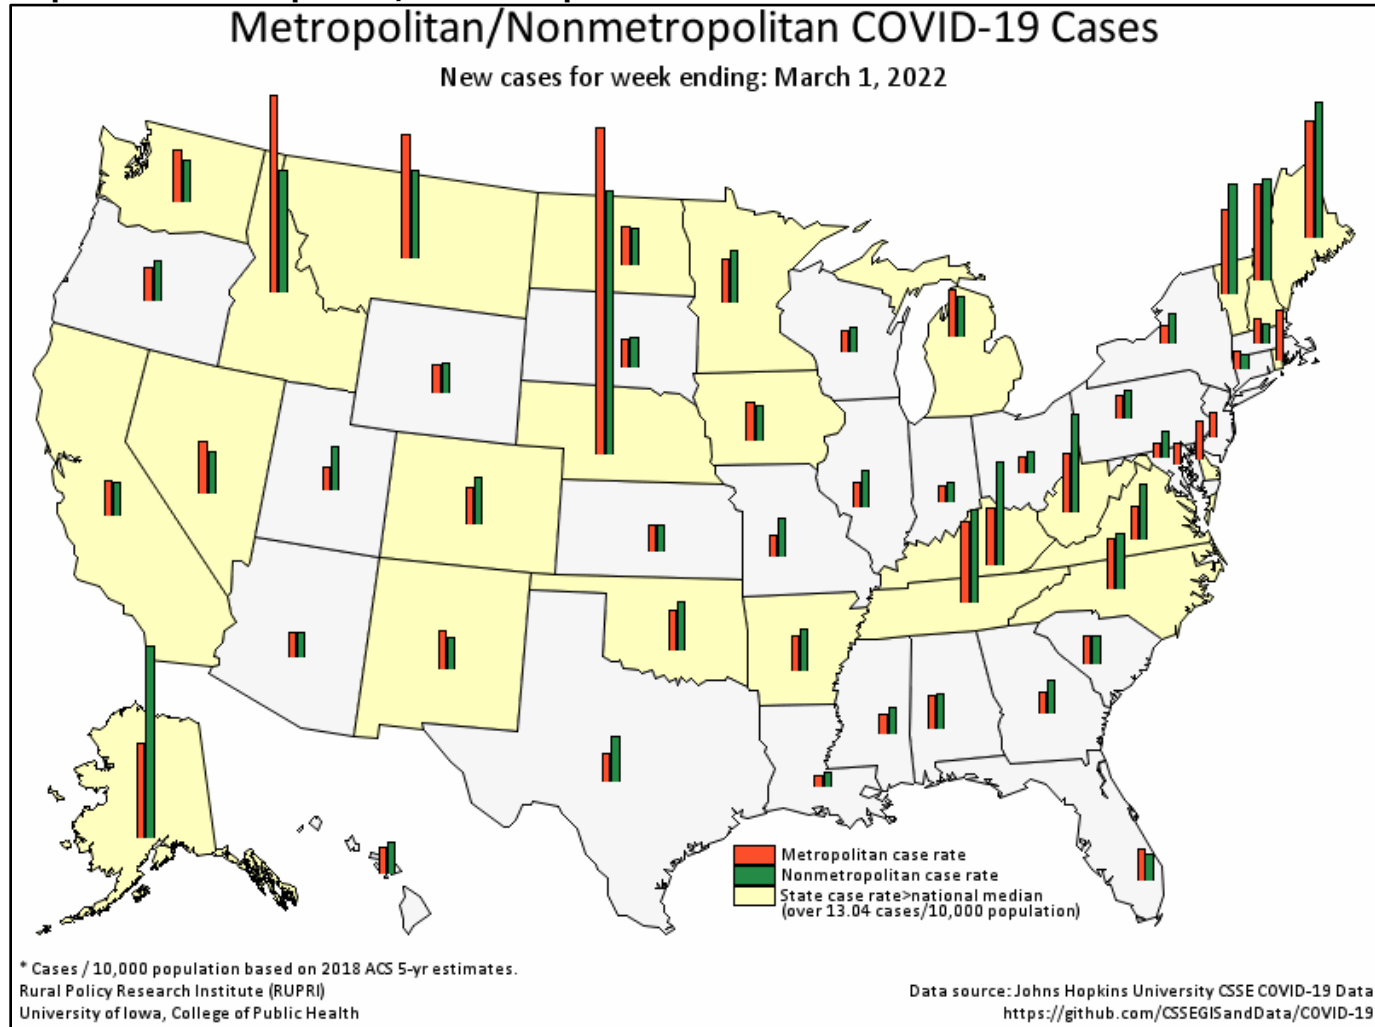 Metropolitan/Nonmetropolitan COVID-19 Cases
New cases for week ending: March 1, 2022
Metropolitan case rate
Nonmetropolitan case rate
State case rate>national median
(over 13.04 cases/10,000 population)
* Cases / 10,000 population based on 2018 ACS 5-yr estimates.
Rural Policy Research Institute (RUPRI)
University of Iowa, College of Public Health
Data source: Johns Hopkins University CSSE COVID-19 Data
https://github.com/CSSEGISandData/COVID-19